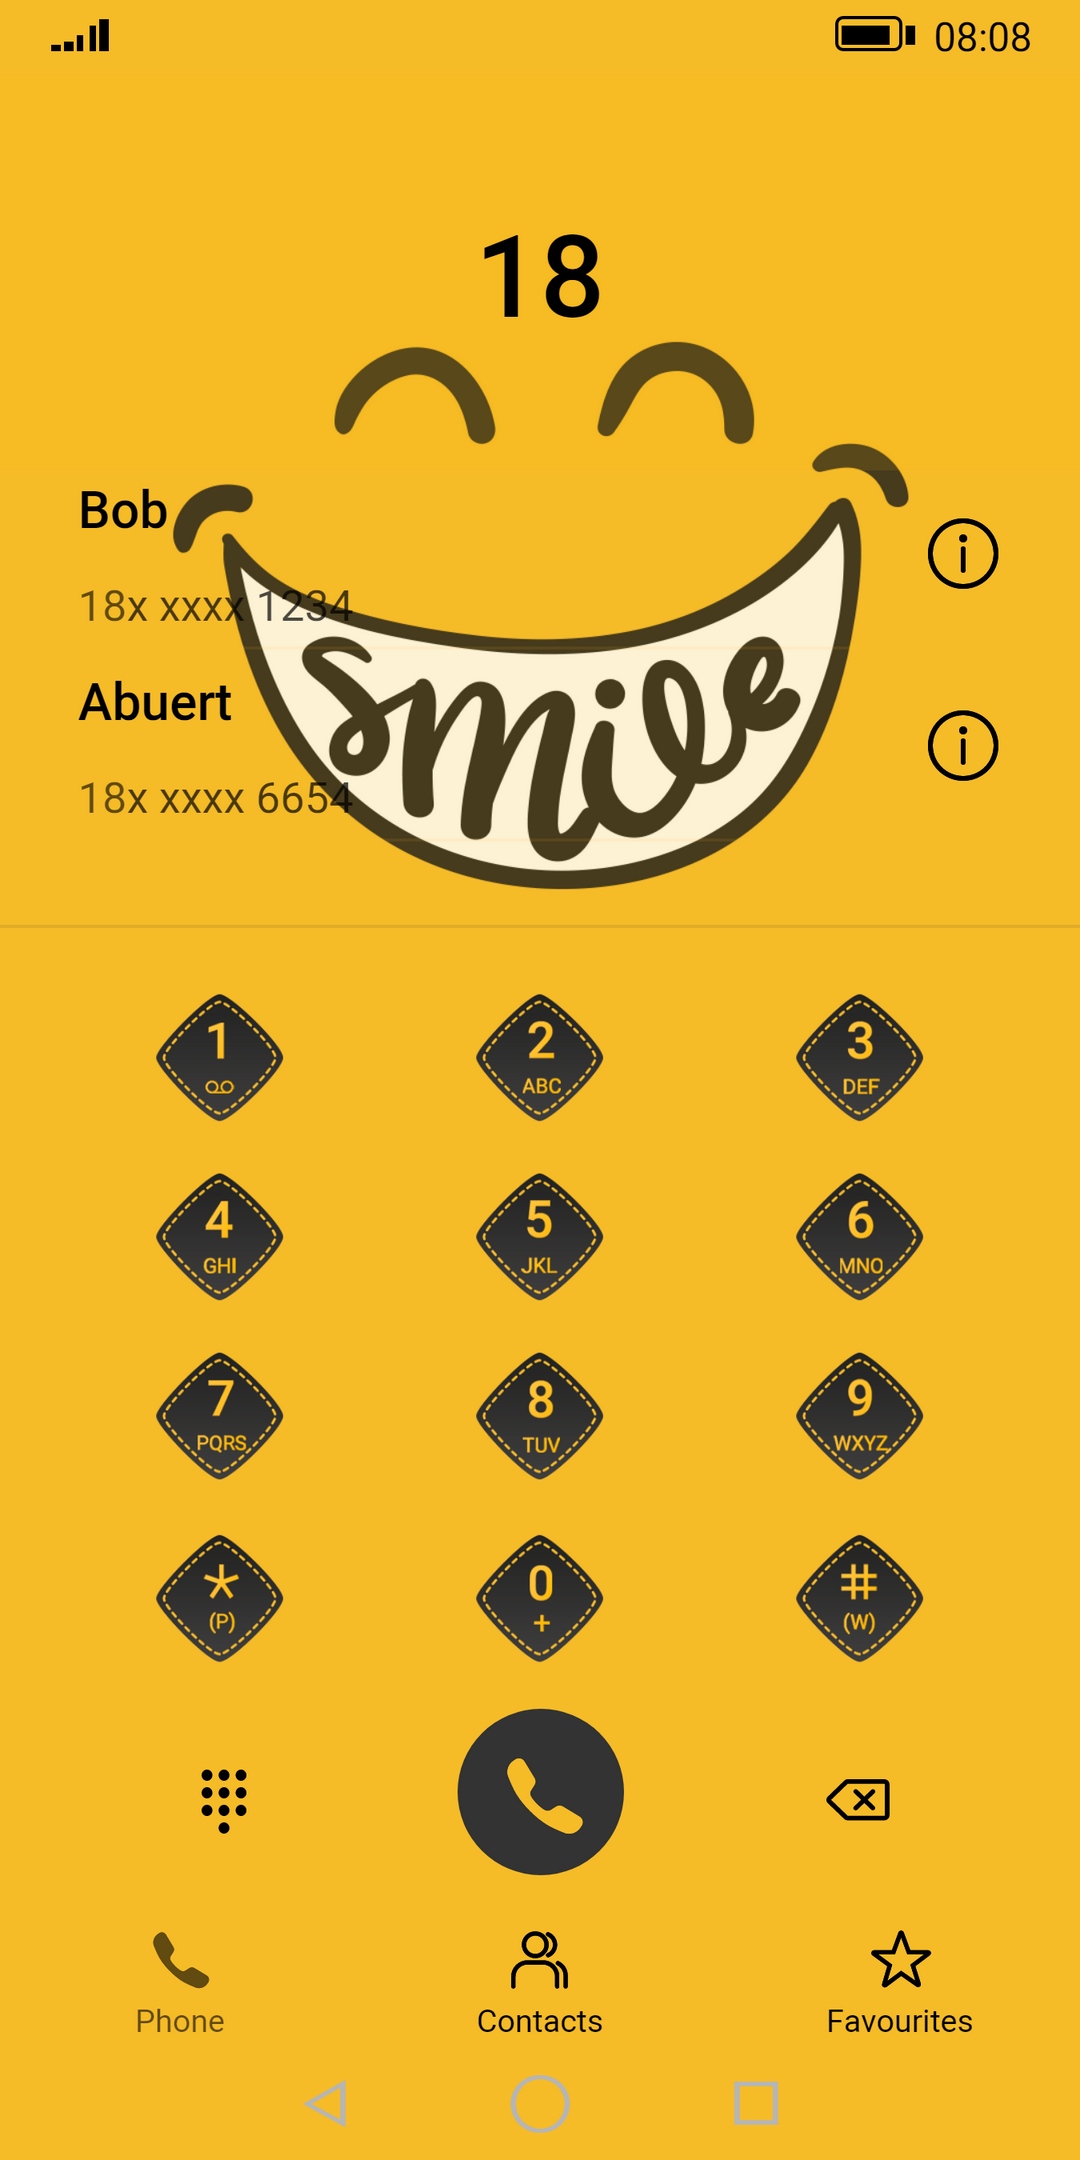 08:08
18
Bob
18x xxxx 1234
smile
Abuert
18x xxxx 6654
1 2 3
ABC DEF
4 5 6
GHI JKL MNO
7 8 9
PQRS TUV WXYZ
* 0 #
(P) + (W)
Phone Contacts Favourites